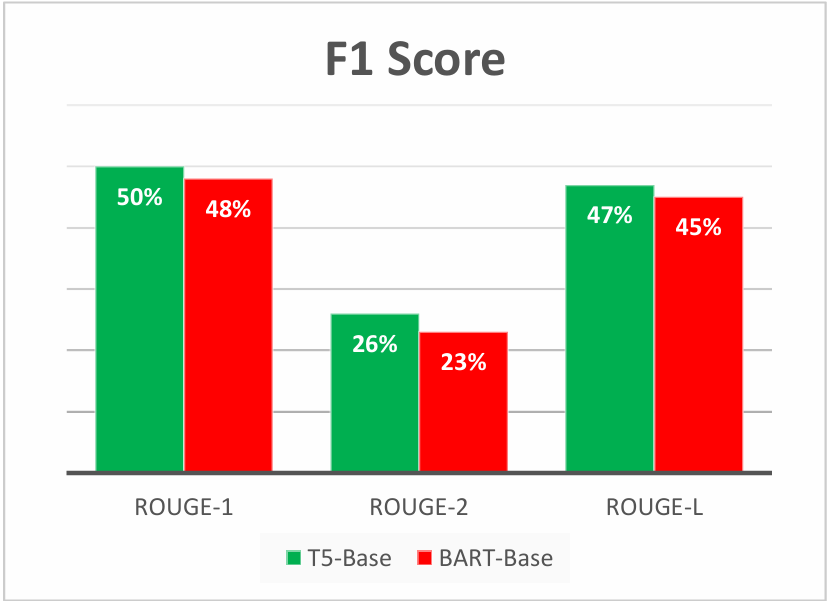 F1 Score
50%
48%
26%
23%
47%
45%
ROUGE-1
ROUGE-2
ROUGE-L
T5-Base
BART-Base